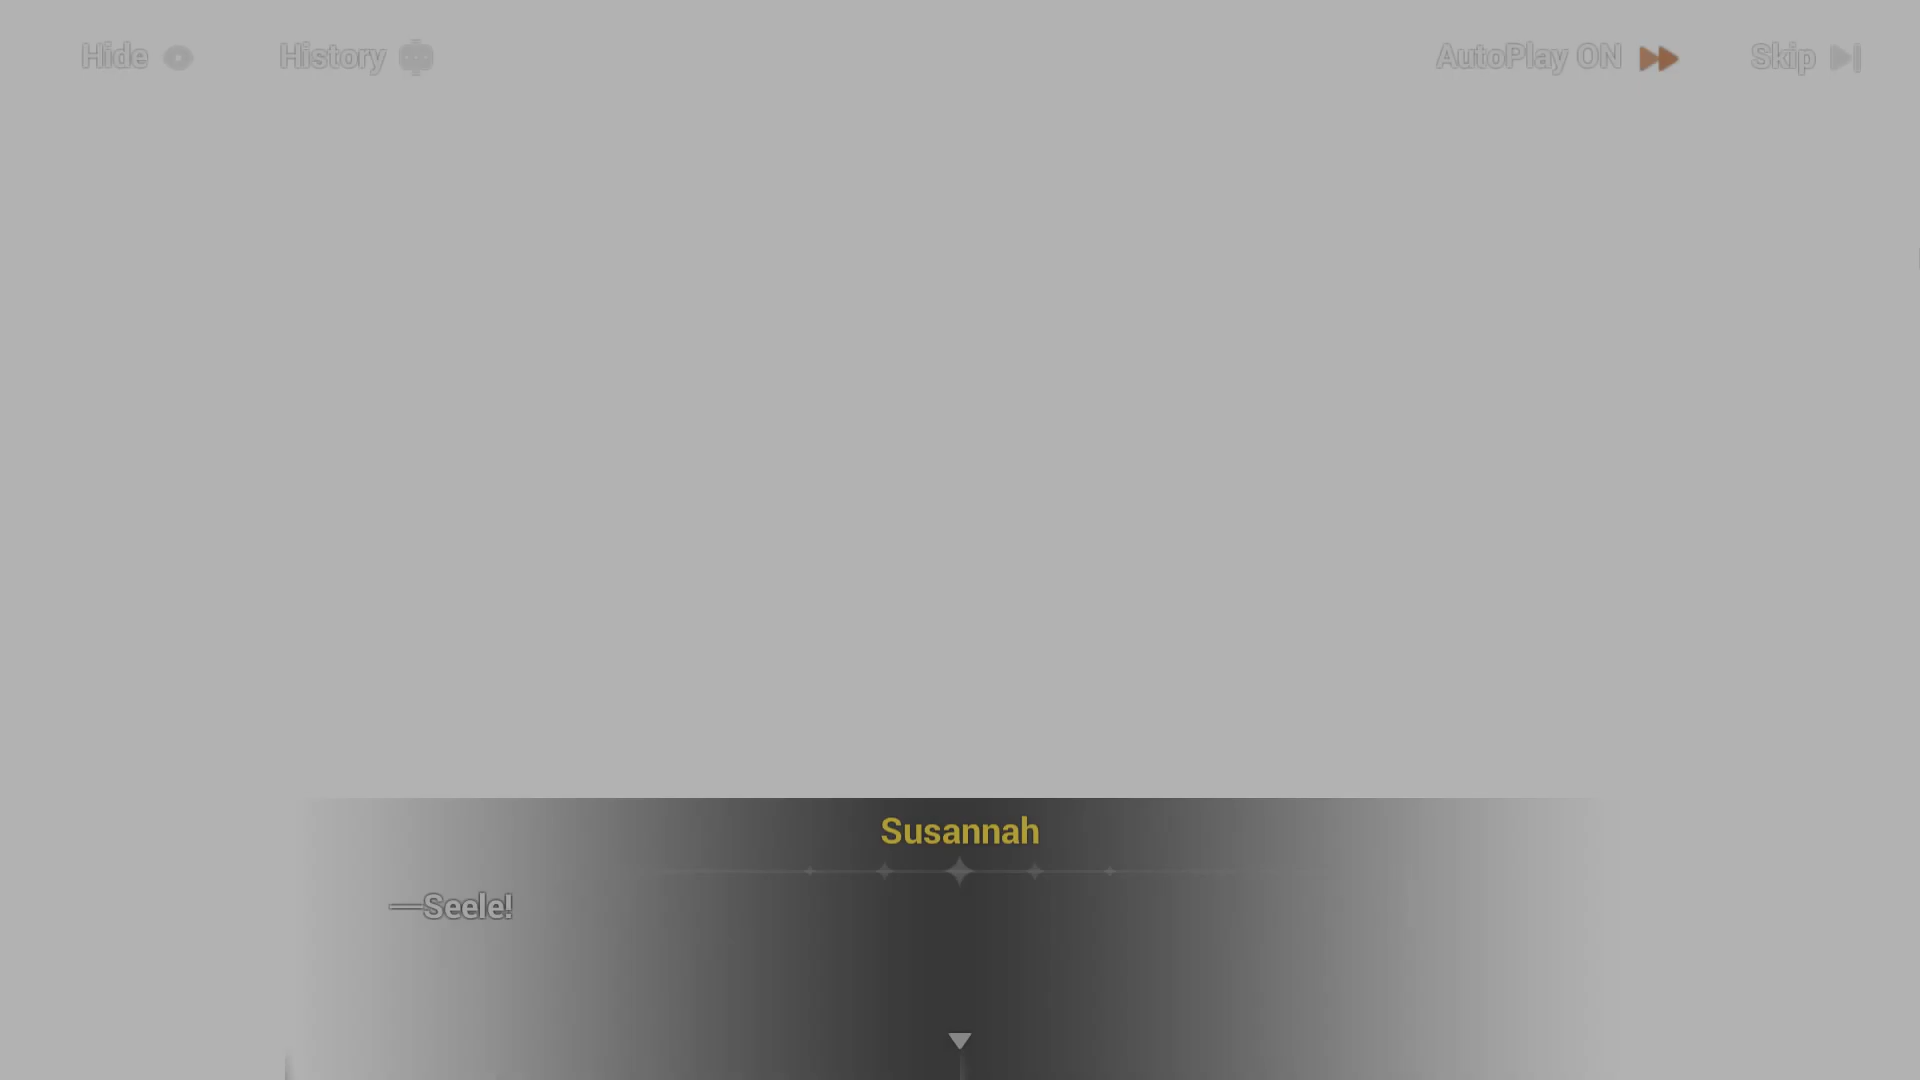 Hide
History
AutoPlay ON
Skip
Susannah
—Seele!